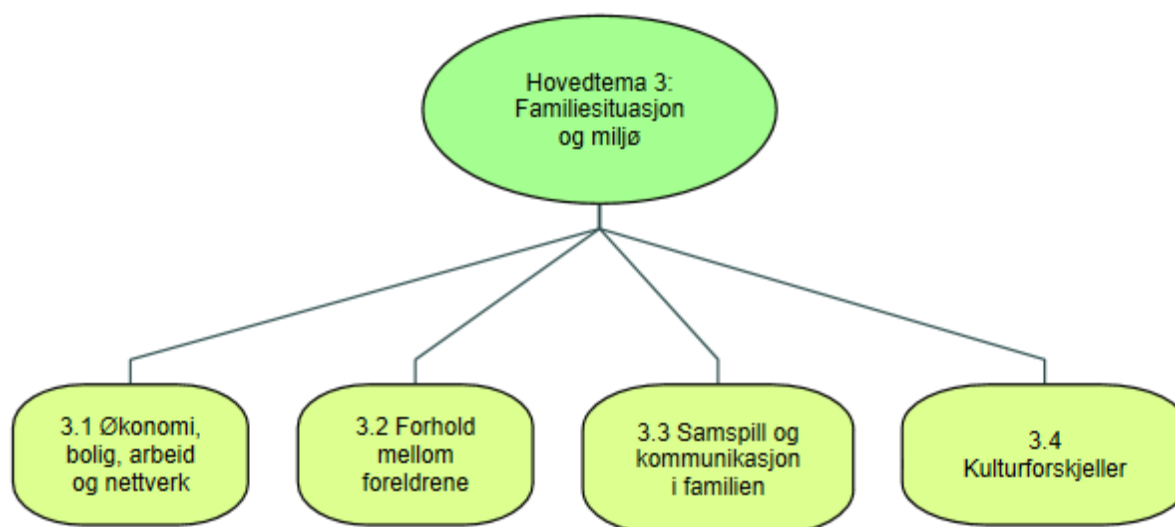 Hovedtema 3:
Familiesituasjon
og miljø
3.1 Økonomi,
bolig, arbeid
og nettverk
3.2 Forhold
mellom
foreldrene
3.3 Samspill og
kommunikasjon
i familien
3.4
Kulturforskjeller